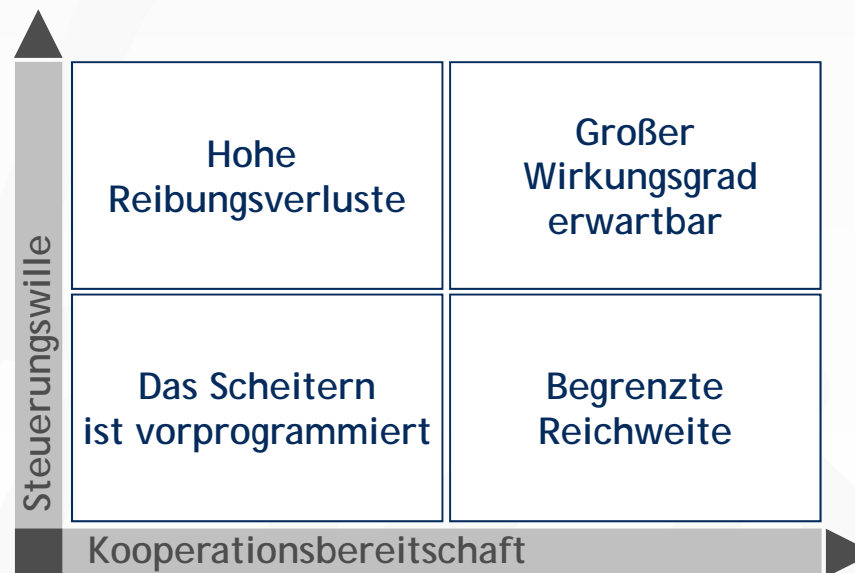 Hohe
Reibungsverluste
Großer
Wirkungsgrad
erwartbar
Steuerungswille
Das Scheitern
ist vorprogrammiert
Begrenzte
Reichweite
Kooperationsbereitschaft